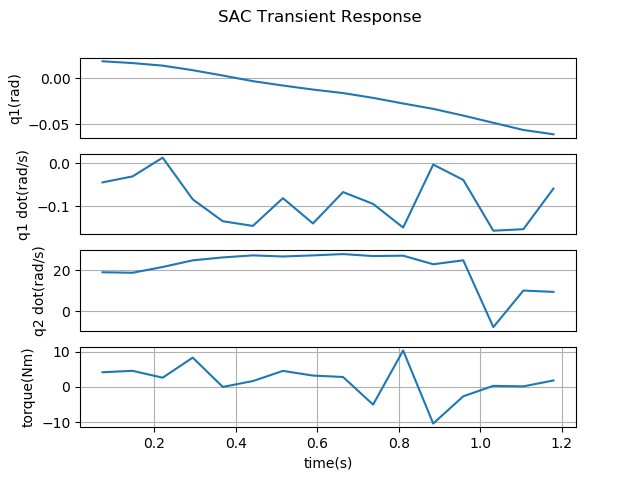 SAC Transient Response
q1(rad)
0.00
−0.05
q1 dot(rad/s)
0.0
−0.1
q2 dot(rad/s)
20
0
torque(Nm)
10
0
−10
0.2 0.4 0.6 0.8 1.0 1.2
time(s)